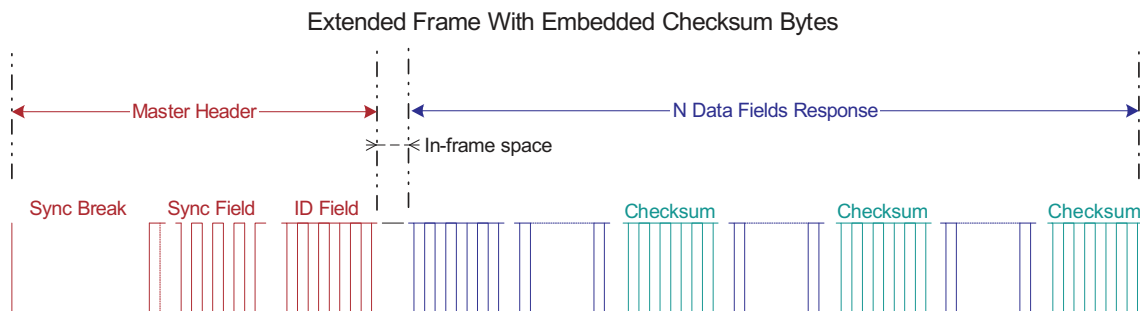 Extended Frame With Embedded Checksum Bytes
Master Header
N Data Fields Response
In-frame space
Sync Break
Sync Field
ID Field
Checksum
Checksum
Checksum